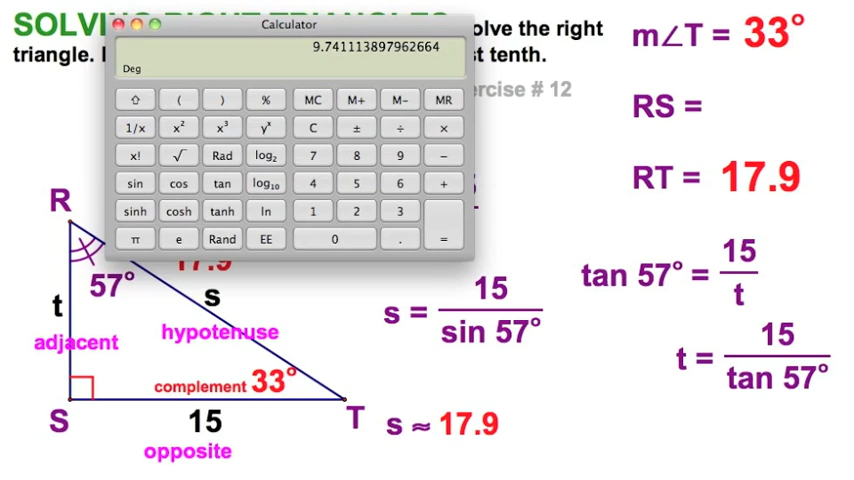 Calculator
9.741113897962664
Deg
( ) % MC M+ M- MR
1/x x² x³ yˣ C ± ÷ ×
x! √ Rad log₂ 7 8 9 −
sin cos tan log₁₀ 4 5 6 +
sinh cosh tanh ln 1 2 3
π e Rand EE 0 . =
olve the right
triangle.
t tenth.
rcise # 12
m∠T = 33°
RS =
RT = 17.9
R
57°
17.9
s
t
hypotenuse
adjacent
complement 33°
S
15
T
opposite
s = 15 / sin 57°
s ≈ 17.9
tan 57° = 15 / t
t = 15 / tan 57°